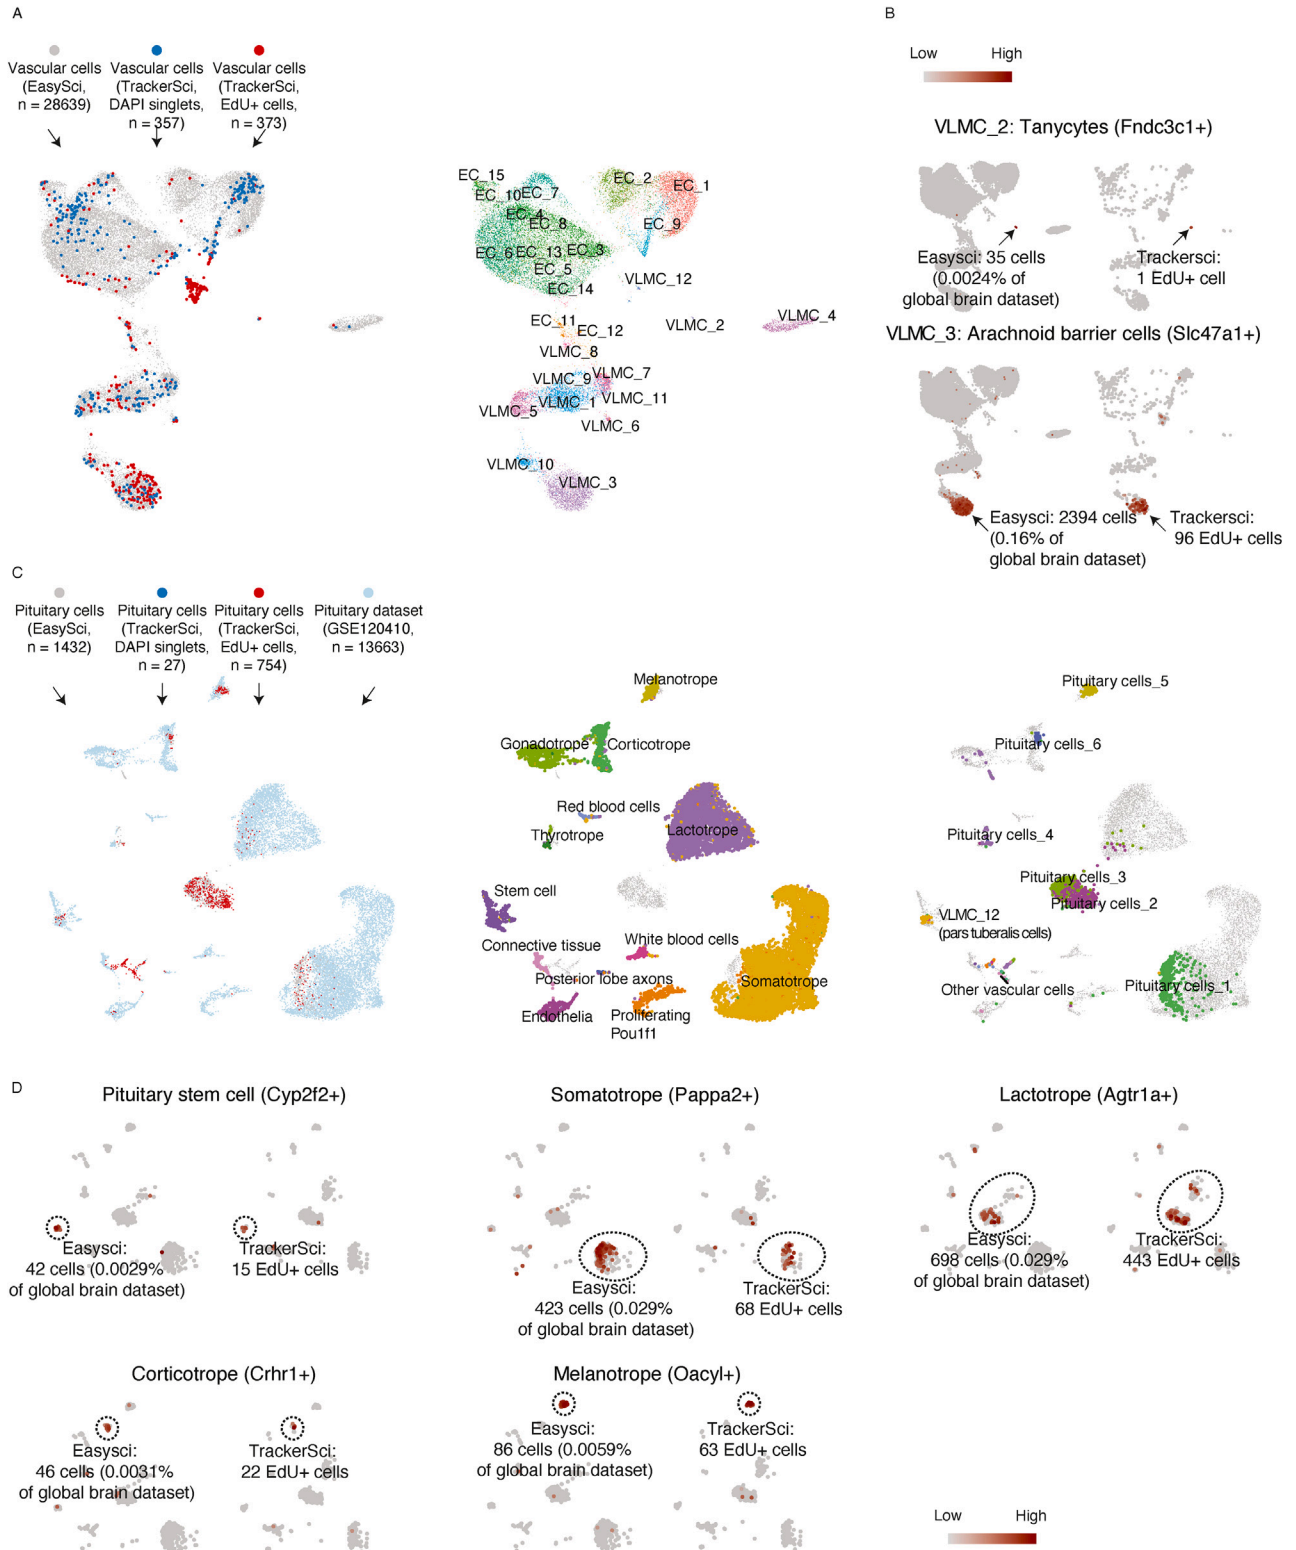 A
Vascular cells
(EasySci,
n = 28639)
Vascular cells
(TrackerSci,
DAPI singlets,
n = 357)
Vascular cells
(TrackerSci,
EdU+ cells,
n = 373)
EC_15
EC_10
EC_7
EC_4
EC_8
EC_6
EC_13
EC_3
EC_5
EC_14
EC_2
EC_1
EC_9
VLMC_12
EC_11
EC_12
VLMC_2
VLMC_4
VLMC_8
VLMC_9
VLMC_7
VLMC_1
VLMC_11
VLMC_5
VLMC_6
VLMC_10
VLMC_3
B
Low
High
VLMC_2: Tanycytes (Fndc3c1+)
Easysci: 35 cells
(0.0024% of
global brain dataset)
Trackersci:
1 EdU+ cell
VLMC_3: Arachnoid barrier cells (Slc47a1+)
Easysci: 2394 cells
(0.16% of
global brain dataset)
Trackersci:
96 EdU+ cells
C
Pituitary cells
(EasySci,
n = 1432)
Pituitary cells
(TrackerSci,
DAPI singlets,
n = 27)
Pituitary cells
(TrackerSci,
EdU+ cells,
n = 754)
Pituitary dataset
(GSE120410,
n = 13663)
Melanotrope
Gonadotrope
Corticotrope
Red blood cells
Thyrotrope
Lactotrope
Stem cell
Connective tissue
White blood cells
Posterior lobe axons
Somatotrope
Endothelia
Proliferating
Pou1f1
Pituitary cells_5
Pituitary cells_6
Pituitary cells_4
Pituitary cells_3
Pituitary cells_2
VLMC_12
(pars tuberalis cells)
Other vascular cells
Pituitary cells_1
D
Pituitary stem cell (Cyp2f2+)
Easysci:
42 cells (0.0029%
of global brain dataset)
TrackerSci:
15 EdU+ cells
Somatotrope (Pappa2+)
Easysci:
423 cells (0.029%
of global brain dataset)
TrackerSci:
68 EdU+ cells
Lactotrope (Agtr1a+)
Easysci:
698 cells (0.029%
of global brain dataset)
TrackerSci:
443 EdU+ cells
Corticotrope (Crhr1+)
Easysci:
46 cells (0.0031%
of global brain dataset)
TrackerSci:
22 EdU+ cells
Melanotrope (Oacyl+)
Easysci:
86 cells (0.0059%
of global brain dataset)
TrackerSci:
63 EdU+ cells
Low
High